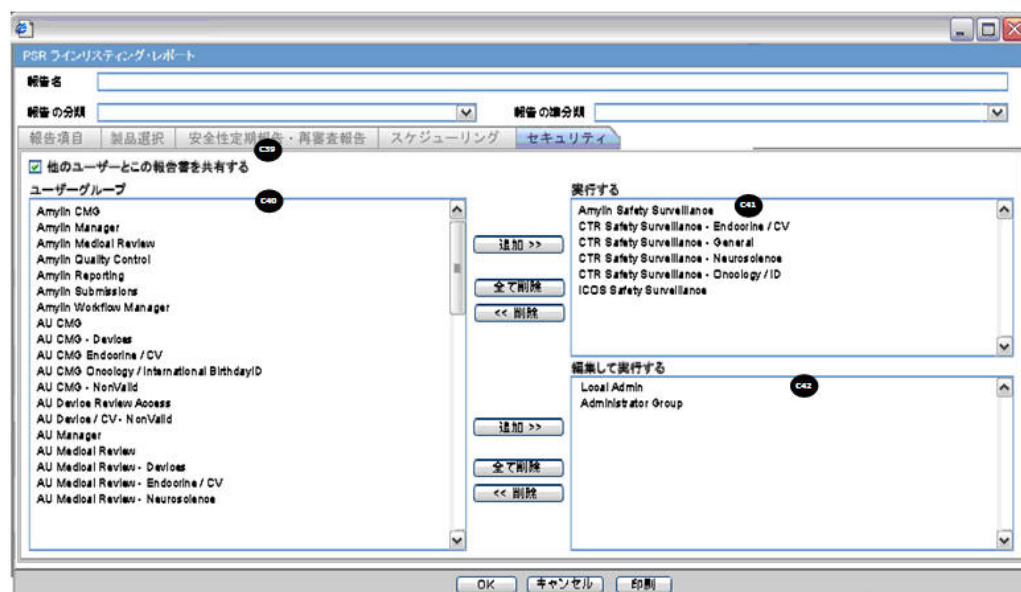 PSR ラインリスティング・レポート
報告名
報告の分類
報告の準分類
報告項目 製品選択 安全性定期報告・再審査報告 スケジューリング セキュリティ
C39
他のユーザーとこの報告書を共有する
ユーザーグループ
C40
Amylin CMG
Amylin Manager
Amylin Medical Review
Amylin Quality Control
Amylin Reporting
Amylin Submissions
Amylin Workflow Manager
AU CMG
AU CMG - Devices
AU CMG Endocrine / CV
AU CMG Oncology / International BirthdayID
AU CMG - NonValid
AU Device Review Access
AU Device / CV - NonValid
AU Manager
AU Medical Review
AU Medical Review - Devices
AU Medical Review - Endocrine / CV
AU Medical Review - Neuroscience
追加 >>
全て削除
<< 削除
追加 >>
全て削除
<< 削除
実行する
C41
Amylin Safety Surveillance
CTR Safety Surveillance - Endocrine / CV
CTR Safety Surveillance - General
CTR Safety Surveillance - Neuroscience
CTR Safety Surveillance - Oncology / ID
ICOS Safety Surveillance
編集して実行する
C42
Local Admin
Administrator Group
OK キャンセル 印刷